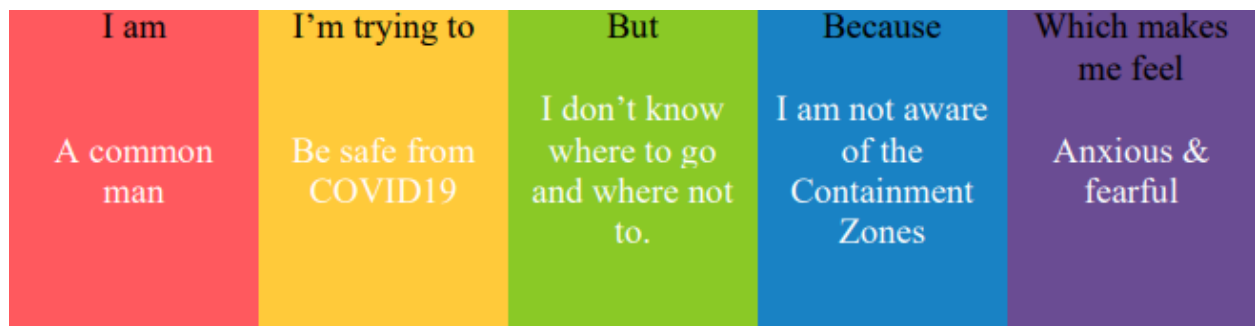 I am
A common
man
I'm trying to
Be safe from
COVID19
But
I don't know
where to go
and where not
to.
Because
I am not aware
of the
Containment
Zones
Which makes
me feel
Anxious &
fearful